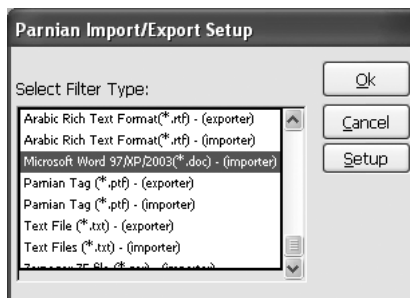 Parnian Import/Export Setup
Select Filter Type:
Arabic Rich Text Format(*.rtf) - (exporter)
Arabic Rich Text Format(*.rtf) - (importer)
Microsoft Word 97/XP/2003(*.doc) - (importer)
Parnian Tag (*.ptf) - (exporter)
Parnian Tag (*.ptf) - (importer)
Text File (*.txt) - (exporter)
Text Files (*.txt) - (importer)
Ok
Cancel
Setup